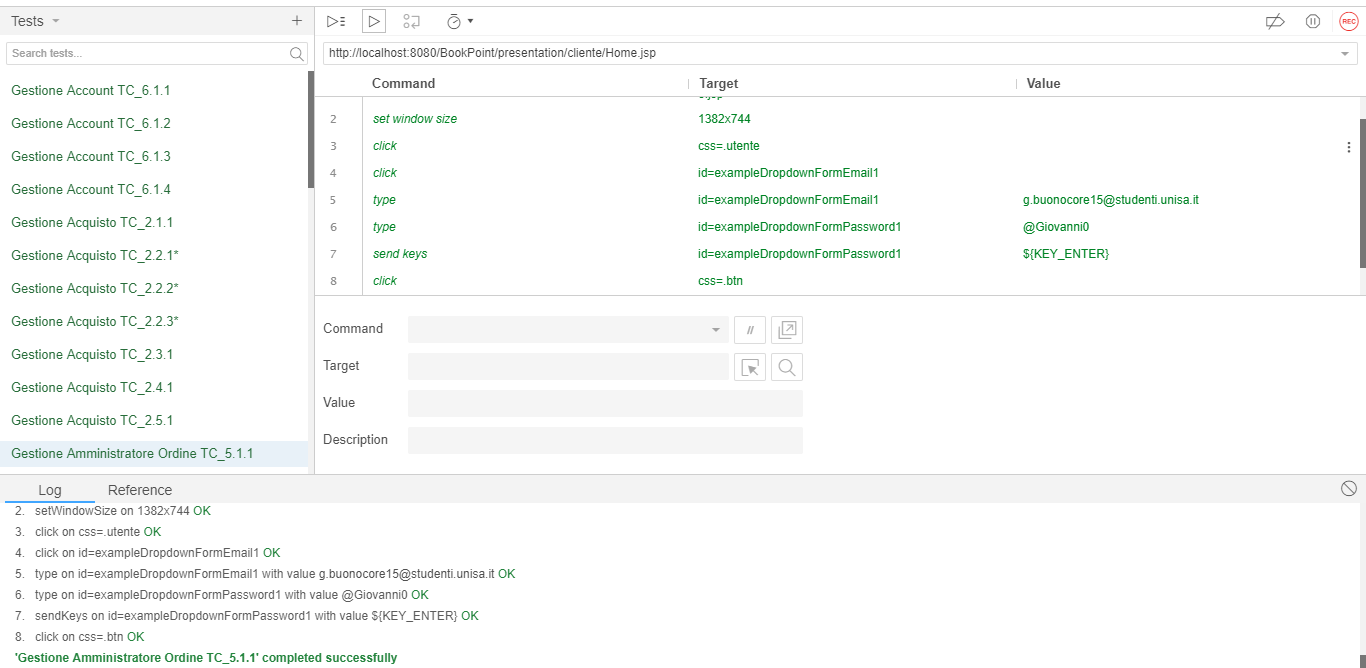 Tests
Search tests...
Gestione Account TC_6.1.1
Gestione Account TC_6.1.2
Gestione Account TC_6.1.3
Gestione Account TC_6.1.4
Gestione Acquisto TC_2.1.1
Gestione Acquisto TC_2.2.1*
Gestione Acquisto TC_2.2.2*
Gestione Acquisto TC_2.2.3*
Gestione Acquisto TC_2.3.1
Gestione Acquisto TC_2.4.1
Gestione Acquisto TC_2.5.1
Gestione Amministratore Ordine TC_5.1.1
REC
http://localhost:8080/BookPoint/presentation/cliente/Home.jsp
Command Target Value
2 set window size 1382x744
3 click css=.utente
4 click id=exampleDropdownFormEmail1
5 type id=exampleDropdownFormEmail1 g.buonocore15@studenti.unisa.it
6 type id=exampleDropdownFormPassword1 @Giovanni0
7 send keys id=exampleDropdownFormPassword1 ${KEY_ENTER}
8 click css=.btn
Command //
Target
Value
Description
Log Reference
2. setWindowSize on 1382x744 OK
3. click on css=.utente OK
4. click on id=exampleDropdownFormEmail1 OK
5. type on id=exampleDropdownFormEmail1 with value g.buonocore15@studenti.unisa.it OK
6. type on id=exampleDropdownFormPassword1 with value @Giovanni0 OK
7. sendKeys on id=exampleDropdownFormPassword1 with value ${KEY_ENTER} OK
8. click on css=.btn OK
'Gestione Amministratore Ordine TC_5.1.1' completed successfully